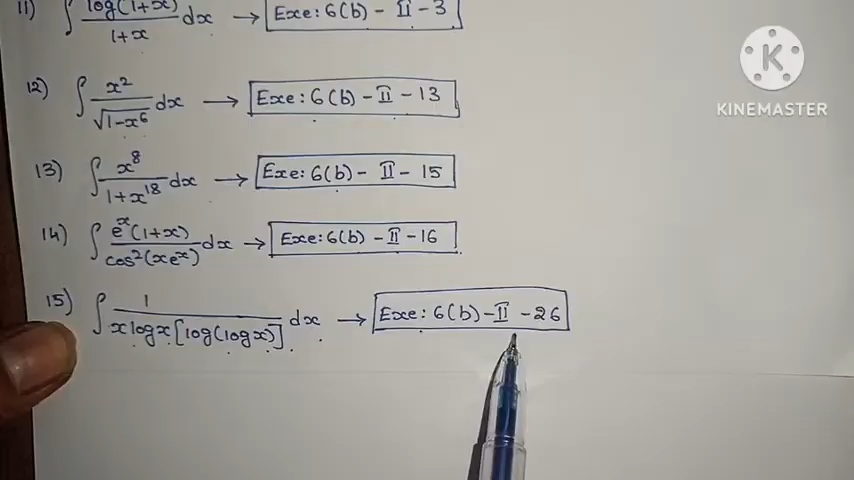 11) ∫ log(1+x) / 1+x dx → Exe: 6(b) - II - 3
12) ∫ x² / √1-x⁶ dx → Exe: 6(b) - II - 13
13) ∫ x⁸ / 1+x¹⁸ dx → Exe: 6(b) - II - 15
14) ∫ eˣ(1+x) / cos²(xeˣ) dx → Exe: 6(b) - II - 16
15) ∫ 1 / x logx [log(logx)] dx → Exe: 6(b) - II - 26
K
KINEMASTER